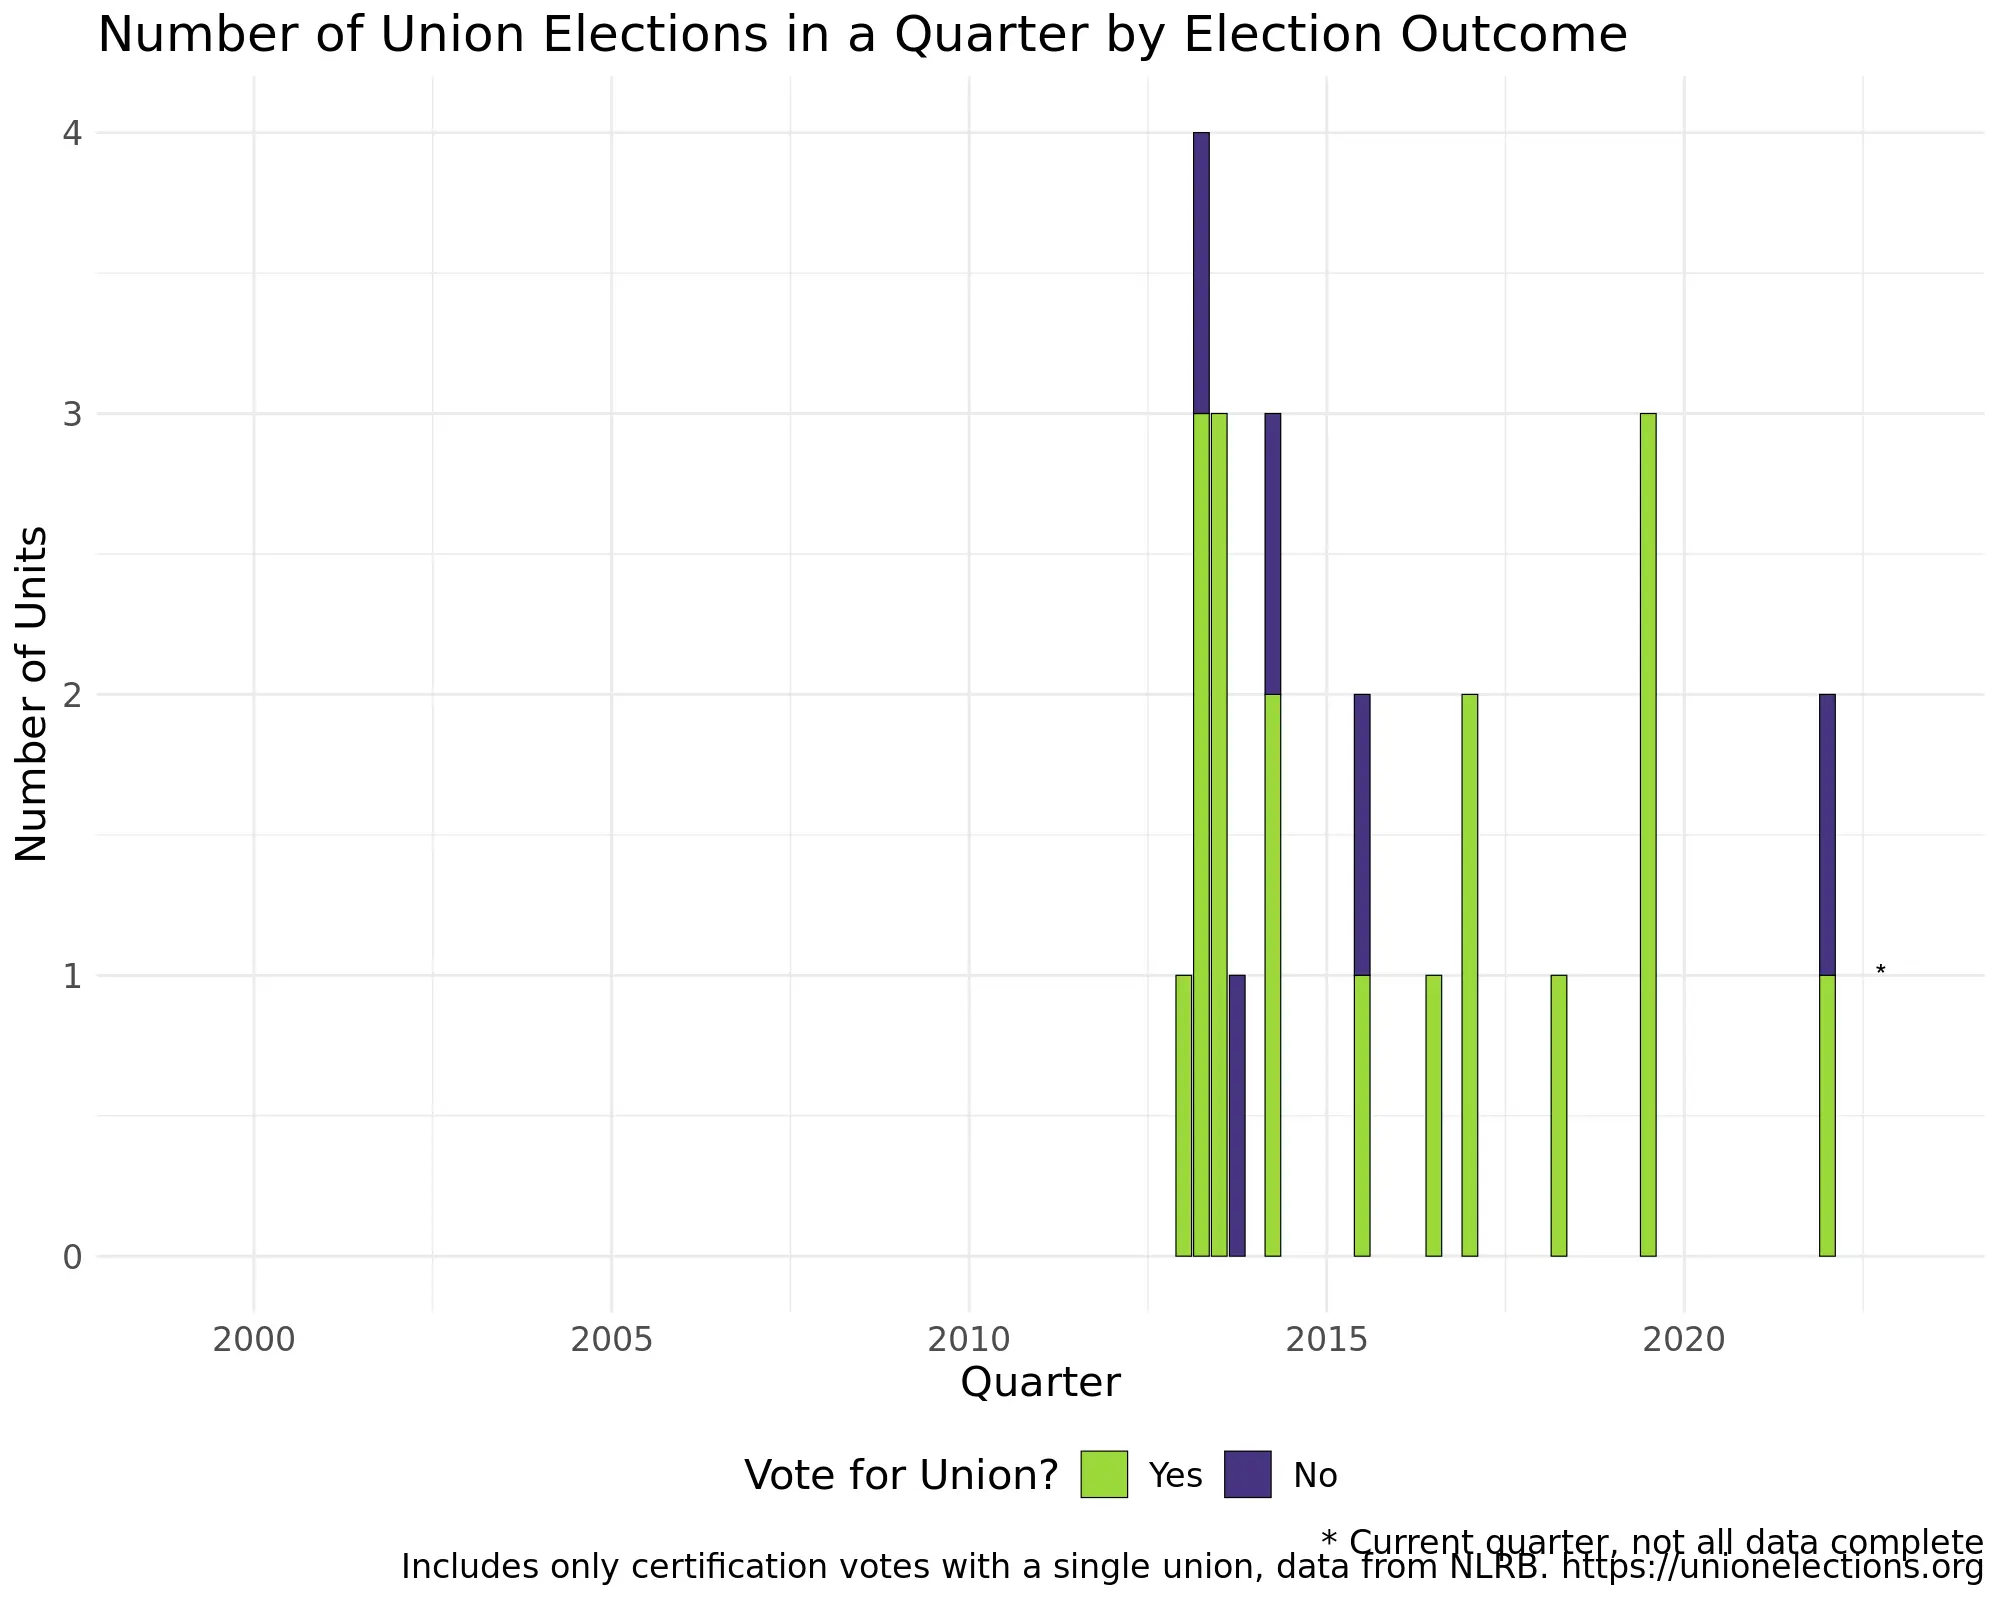 Number of Union Elections in a Quarter by Election Outcome
Number of Units
4
3
2
1
0
*
2000 2005 2010 2015 2020
Quarter
Vote for Union? Yes No
* Current quarter, not all data complete
Includes only certification votes with a single union, data from NLRB. https://unionelections.org